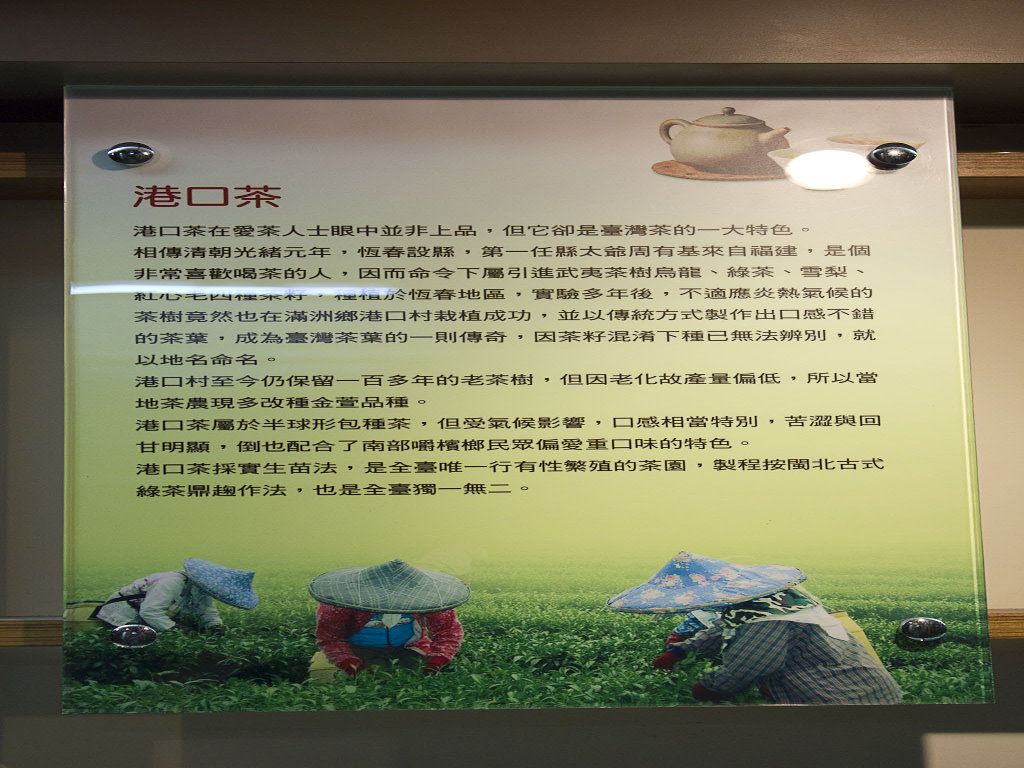 港口茶
港口茶在愛茶人士眼中並非上品，但它卻是臺灣茶的一大特色。
相傳清朝光緒元年，恆春設縣，第一任縣太爺周有基來自福建，是個
非常喜歡喝茶的人，因而命令下屬引進武夷茶樹烏龍、綠茶、雪梨、
紅心毛四種茶籽，種植於恆春地區，實驗多年後，不適應炎熱氣候的
茶樹竟然也在滿洲鄉港口村栽植成功，並以傳統方式製作出口感不錯
的茶葉，成為臺灣茶葉的一則傳奇，因茶籽混淆下種已無法辨別，就
以地名命名。
港口村至今仍保留一百多年的老茶樹，但因老化故產量偏低，所以當
地茶農現多改種金萱品種。
港口茶屬於半球形包種茶，但受氣候影響，口感相當特別，苦澀與回
甘明顯，倒也配合了南部嚼檳榔民眾偏愛重口味的特色。
港口茶採實生苗法，是全臺唯一行有性繁殖的茶園，製程按閩北古式
綠茶鼎麴作法，也是全臺獨一無二。